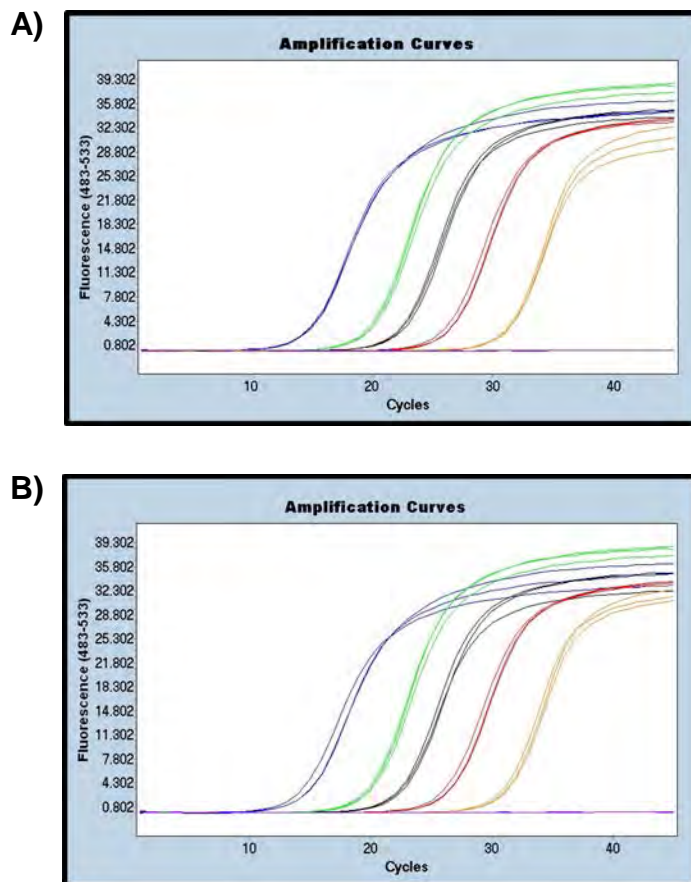 A)
Amplification Curves
Fluorescence (483-533)
39.302
35.802
32.302
28.802
25.302
21.802
18.302
14.802
11.302
7.802
4.302
0.802
10 20 30 40
Cycles
B)
Amplification Curves
Fluorescence (483-533)
39.302
35.802
32.302
28.802
25.302
21.802
18.302
14.802
11.302
7.802
4.302
0.802
10 20 30 40
Cycles